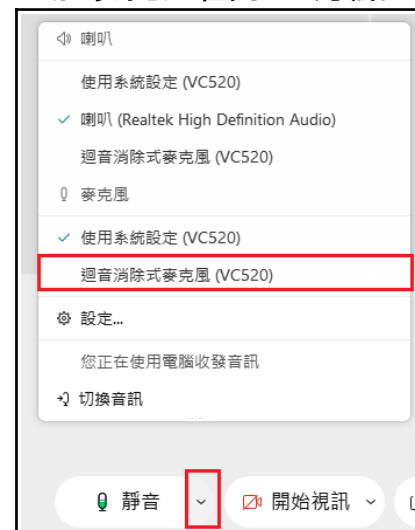 喇叭
使用系統設定 (VC520)
喇叭 (Realtek High Definition Audio)
迴音消除式麥克風 (VC520)
麥克風
使用系統設定 (VC520)
迴音消除式麥克風 (VC520)
設定...
您正在使用電腦收發音訊
切換音訊
靜音
開始視訊